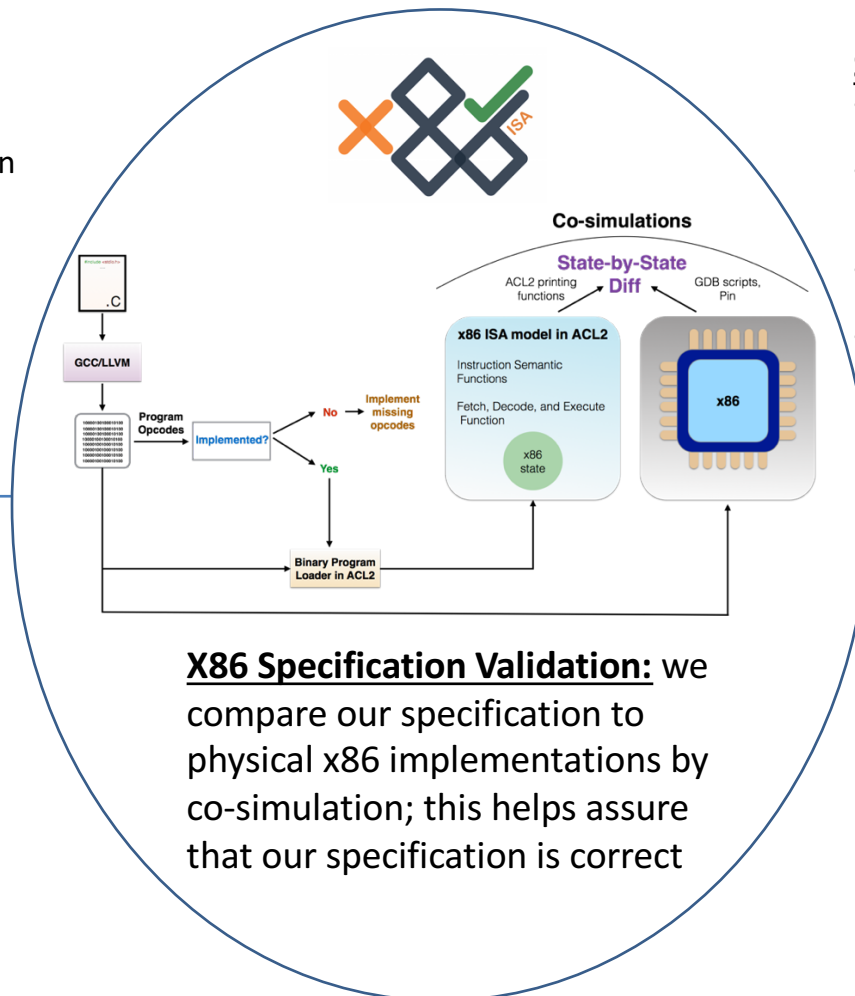 ISA
n
Co-simulations
State-by-State
Diff
ACL2 printing
functions
GDB scripts,
Pin
.C
GCC/LLVM
Program
Opcodes
Implemented?
No
Implement
missing
opcodes
Yes
Binary Program
Loader in ACL2
x86 ISA model in ACL2
Instruction Semantic
Functions
Fetch, Decode, and Execute
Function
x86
state
x86
X86 Specification Validation: we
compare our specification to
physical x86 implementations by
co-simulation; this helps assure
that our specification is correct